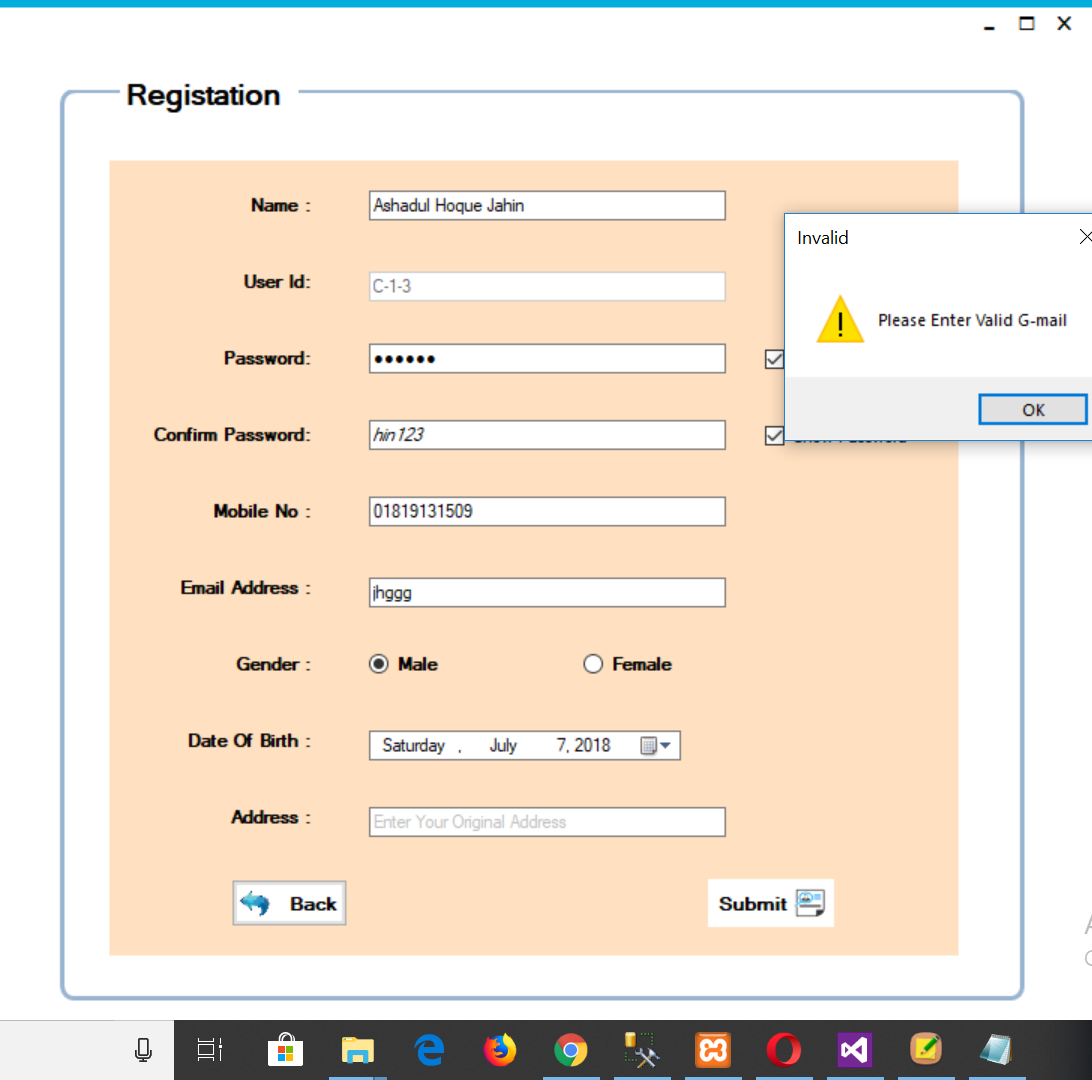 Registation
Name :
Ashadul Hoque Jahin
Invalid
User Id:
C-1-3
Please Enter Valid G-mail
Password:
••••••
OK
Confirm Password:
hin123
Mobile No :
01819131509
Email Address :
jhggg
Gender :
Male
Female
Date Of Birth :
Saturday , July 7, 2018
Address :
Enter Your Original Address
Back
Submit